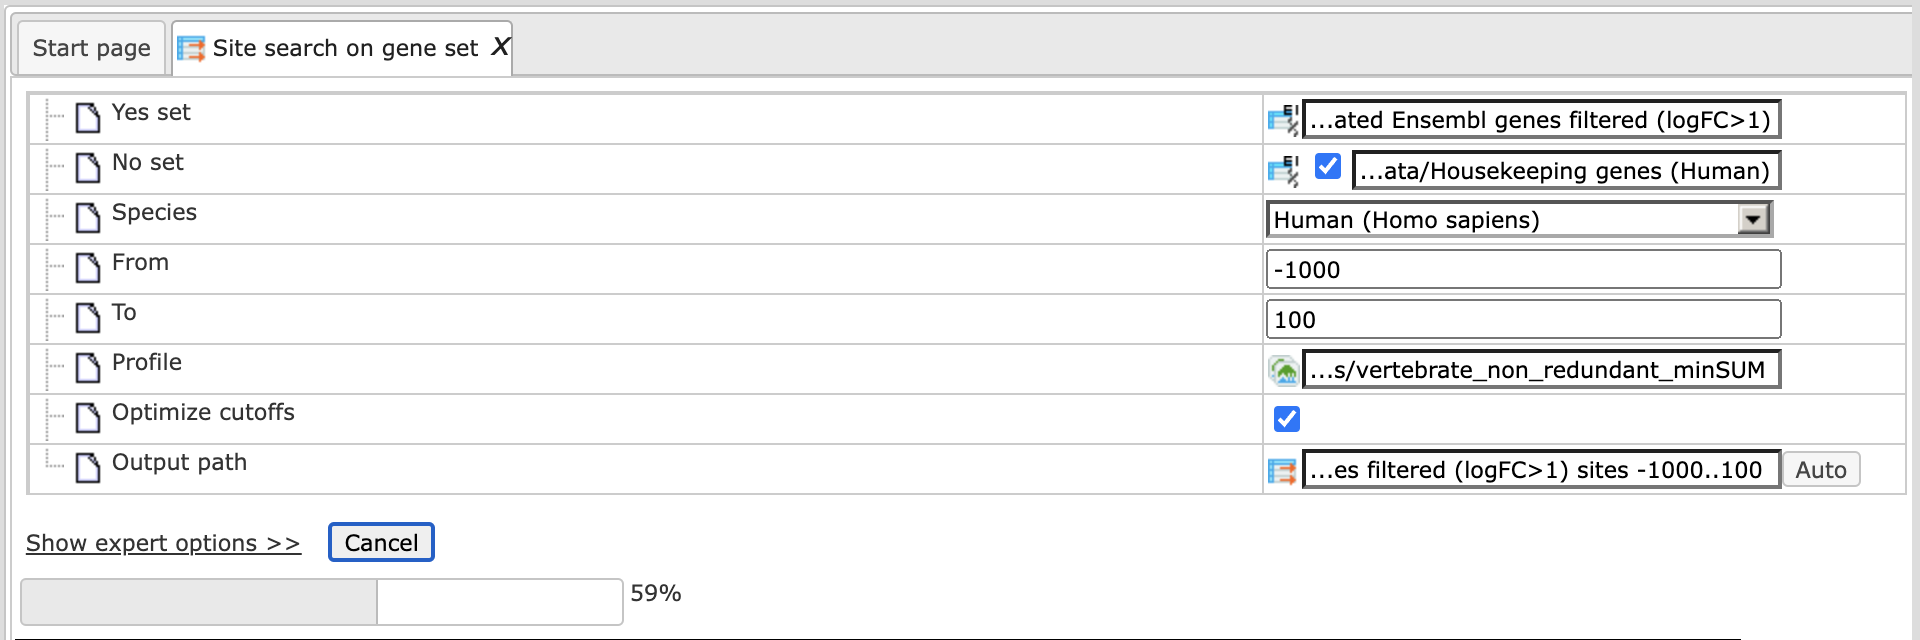 Start page
Site search on gene set X
Yes set
...ated Ensembl genes filtered (logFC>1)
No set
...ata/Housekeeping genes (Human)
Species
Human (Homo sapiens)
From
-1000
To
100
Profile
...s/vertebrate_non_redundant_minSUM
Optimize cutoffs
Output path
...es filtered (logFC>1) sites -1000..100
Auto
Show expert options >>
Cancel
59%